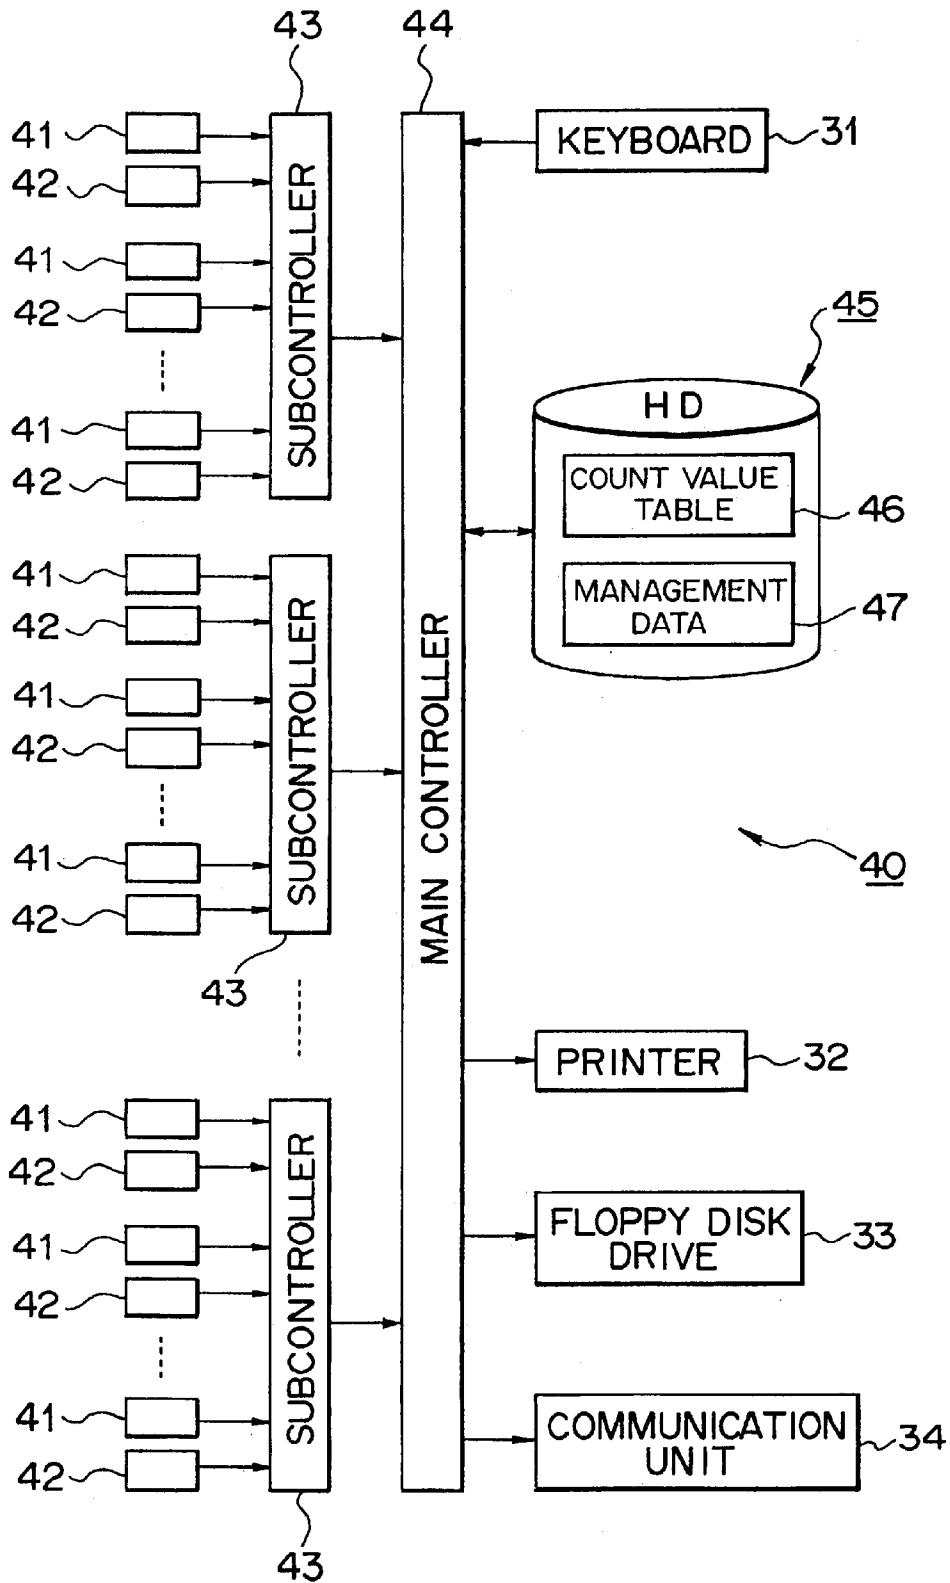 43
44
41
42
41
42
41
42
SUBCONTROLLER
41
42
41
42
41
42
SUBCONTROLLER
43
41
42
41
42
41
42
SUBCONTROLLER
43
MAIN CONTROLLER
KEYBOARD
31
45
HD
COUNT VALUE
TABLE
46
MANAGEMENT
DATA
47
40
PRINTER
32
FLOPPY DISK
DRIVE
33
COMMUNICATION
UNIT
34